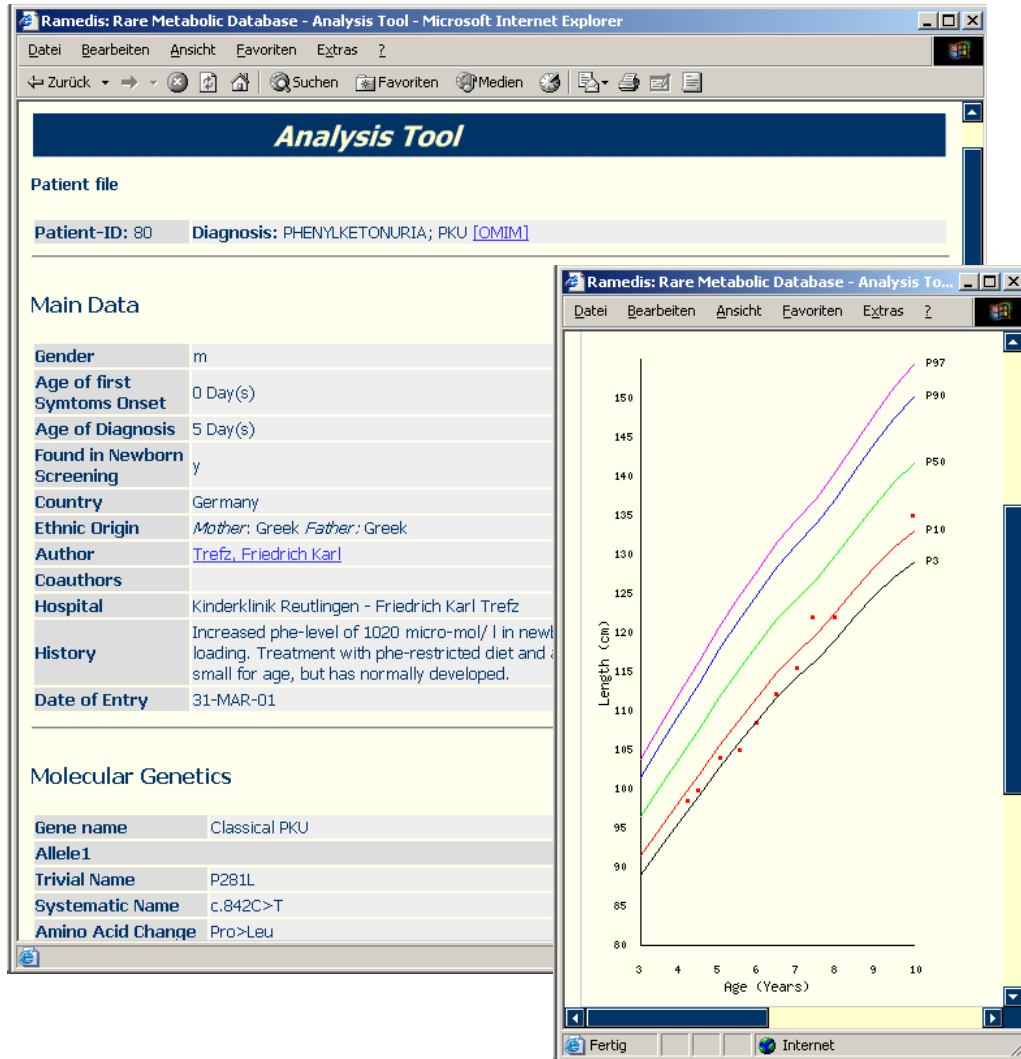 Ramedis: Rare Metabolic Database - Analysis Tool - Microsoft Internet Explorer
Datei Bearbeiten Ansicht Favoriten Extras ?
Zurück Suchen Favoriten Medien
Analysis Tool
Patient file
Patient-ID: 80 Diagnosis: PHENYLKETONURIA; PKU [OMIM]
Main Data
Gender m
Age of first
Symtoms Onset 0 Day(s)
Age of Diagnosis 5 Day(s)
Found in Newborn
Screening y
Country Germany
Ethnic Origin Mother: Greek Father: Greek
Author Trefz, Friedrich Karl
Coauthors
Hospital Kinderklinik Reutlingen - Friedrich Karl Trefz
History Increased phe-level of 1020 micro-mol/ l in
loading. Treatment with phe-restricted diet and
small for age, but has normally developed.
Date of Entry 31-MAR-01
Molecular Genetics
Gene name Classical PKU
Allele1
Trivial Name P281L
Systematic Name c.842C>T
Amino Acid Change Pro>Leu
Ramedis: Rare Metabolic Database - Analysis To...
Datei Bearbeiten Ansicht Favoriten Extras ?
P97
P90
P50
P10
P3
150
145
140
135
130
125
120
115
110
105
100
95
90
85
80
Length (cm)
3 4 5 6 7 8 9 10
Age (Years)
Fertig Internet